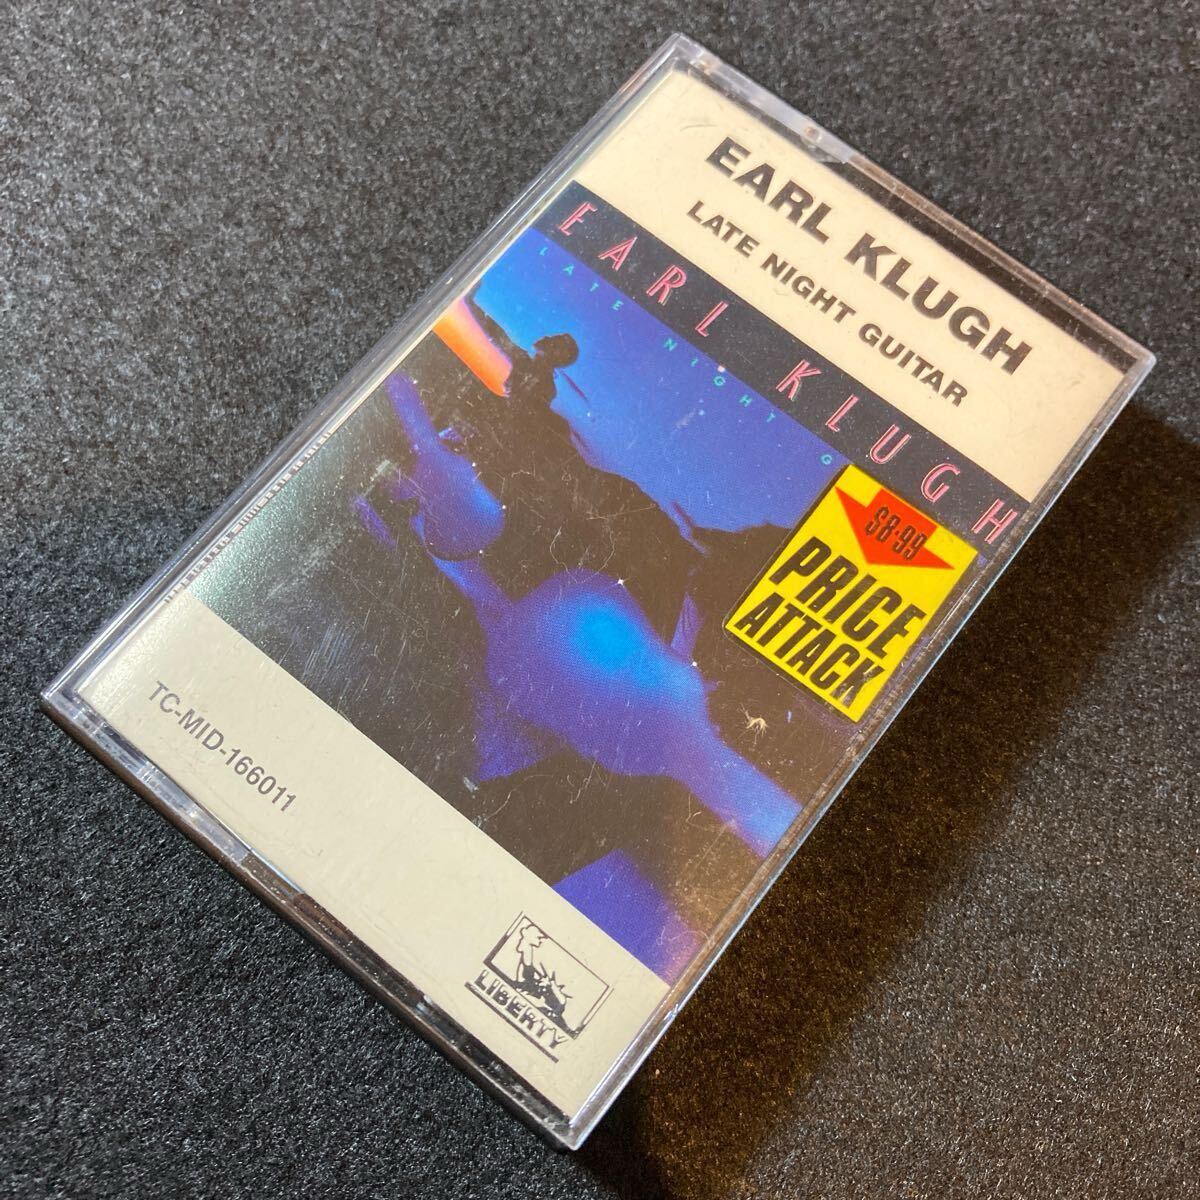 EARL KLUGH
LATE NIGHT GUITAR
EARL KLUGH
LATE NIGHT G
$8.99
PRICE
ATTACK
TC-MID-166011
LIBERTY